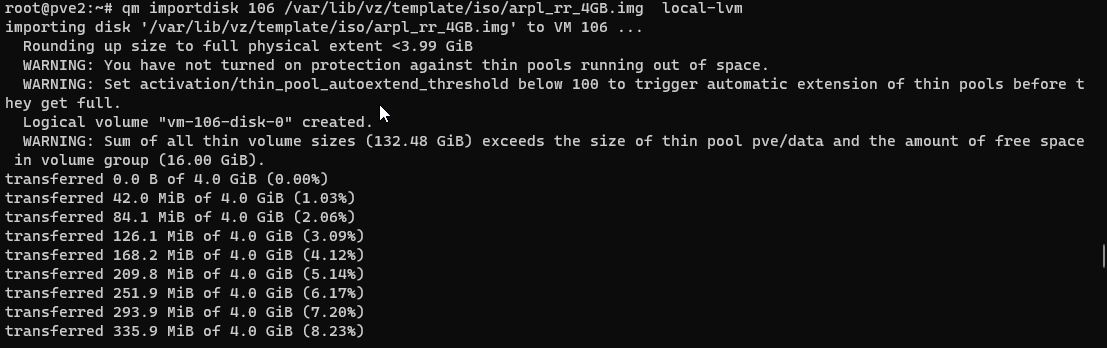 root@pve2:~# qm importdisk 106 /var/lib/vz/template/iso/arpl_rr_4GB.img  local-lvm
importing disk '/var/lib/vz/template/iso/arpl_rr_4GB.img' to VM 106 ...
  Rounding up size to full physical extent <3.99 GiB
  WARNING: You have not turned on protection against thin pools running out of space.
  WARNING: Set activation/thin_pool_autoextend_threshold below 100 to trigger automatic extension of thin pools before t
hey get full.
  Logical volume "vm-106-disk-0" created.
  WARNING: Sum of all thin volume sizes (132.48 GiB) exceeds the size of thin pool pve/data and the amount of free space
 in volume group (16.00 GiB).
transferred 0.0 B of 4.0 GiB (0.00%)
transferred 42.0 MiB of 4.0 GiB (1.03%)
transferred 84.1 MiB of 4.0 GiB (2.06%)
transferred 126.1 MiB of 4.0 GiB (3.09%)
transferred 168.2 MiB of 4.0 GiB (4.12%)
transferred 209.8 MiB of 4.0 GiB (5.14%)
transferred 251.9 MiB of 4.0 GiB (6.17%)
transferred 293.9 MiB of 4.0 GiB (7.20%)
transferred 335.9 MiB of 4.0 GiB (8.23%)